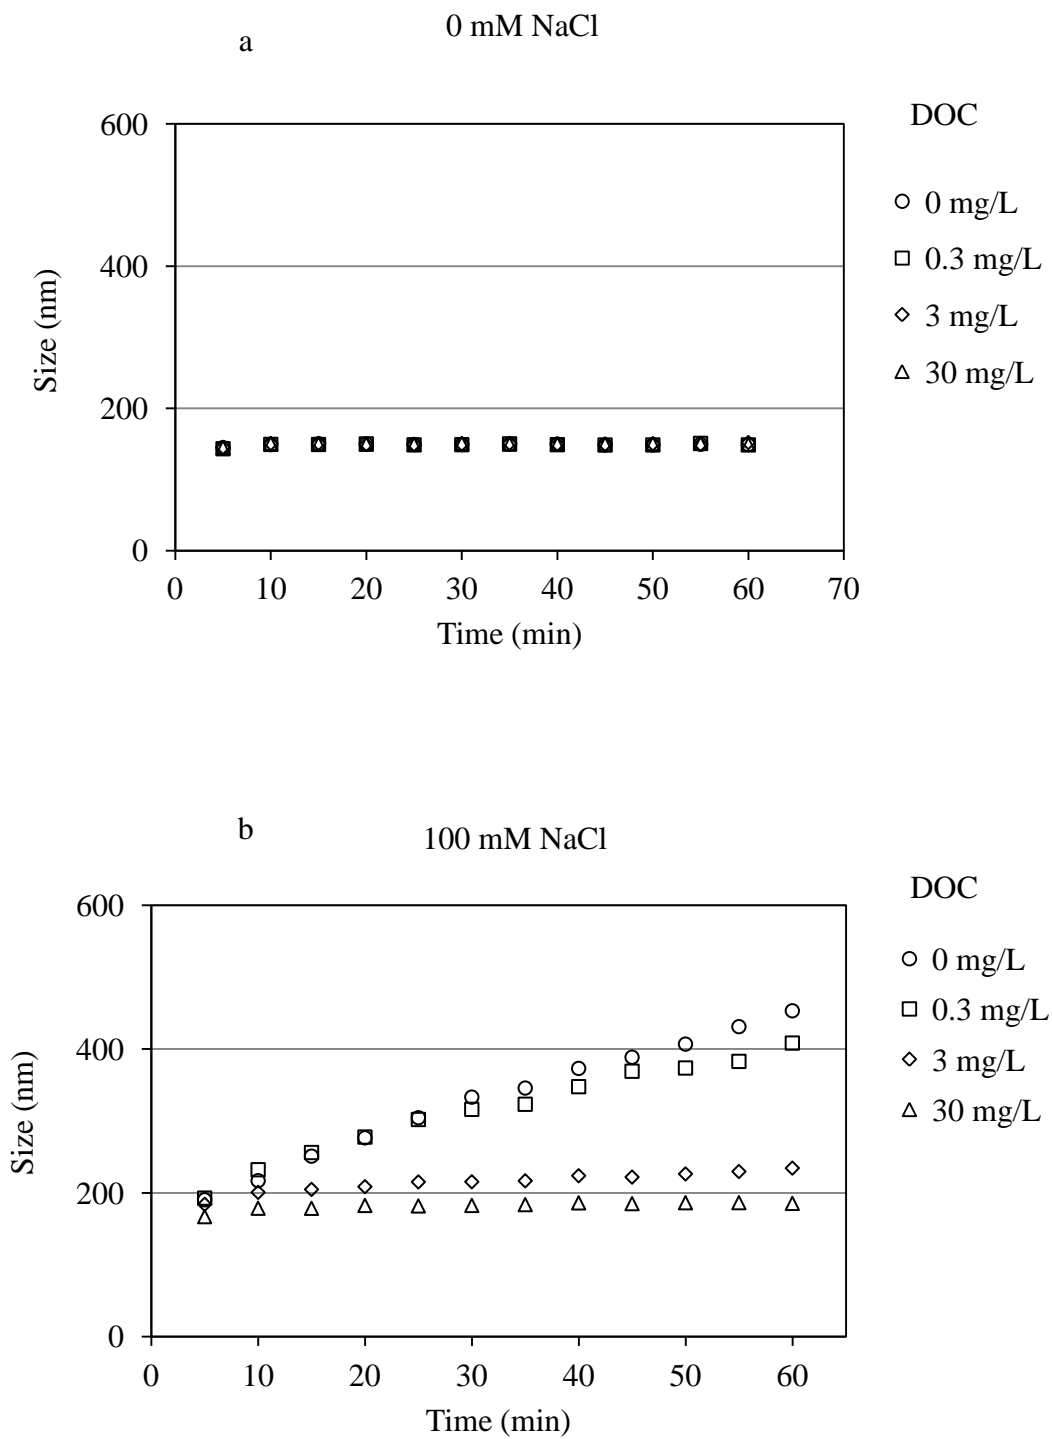 a
0 mM NaCl
DOC
0 mg/L
0.3 mg/L
3 mg/L
30 mg/L
Size (nm)
600
400
200
0
0 10 20 30 40 50 60 70
Time (min)
b
100 mM NaCl
DOC
0 mg/L
0.3 mg/L
3 mg/L
30 mg/L
Size (nm)
600
400
200
0
0 10 20 30 40 50 60
Time (min)